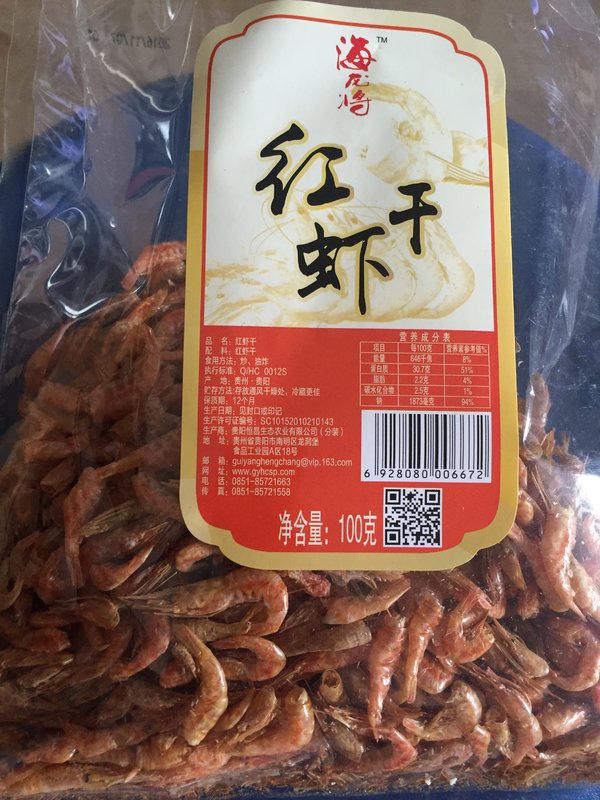 2016/11/07
海龙将™
红虾干
品 名：红虾干
配 料：红虾干
食用方法：炒、油炸
执行标准：Q/HC 0012S
产 地：贵州·贵阳
贮存方法：存放通风干燥处、冷藏更佳
保质期：12个月
生产日期：见封口或印记
生产许可证编号：SC10152010210143
生产商：贵阳恒昌生态农业有限公司（分装）
地 址：贵州省贵阳市南明区龙洞堡
食品工业园A区18号
邮 箱：guiyanghengchang@vip.163.com
网 址：www.gyhcsp.com
电 话：0851-85721663
传 真：0851-85721558
营养成分表
项目 每100克 营养素参考值%
能量 646千焦 8%
蛋白质 30.7克 51%
脂肪 2.2克 4%
碳水化合物 2.5克 1%
钠 1873毫克 94%
6 928080 006672
净含量：100克